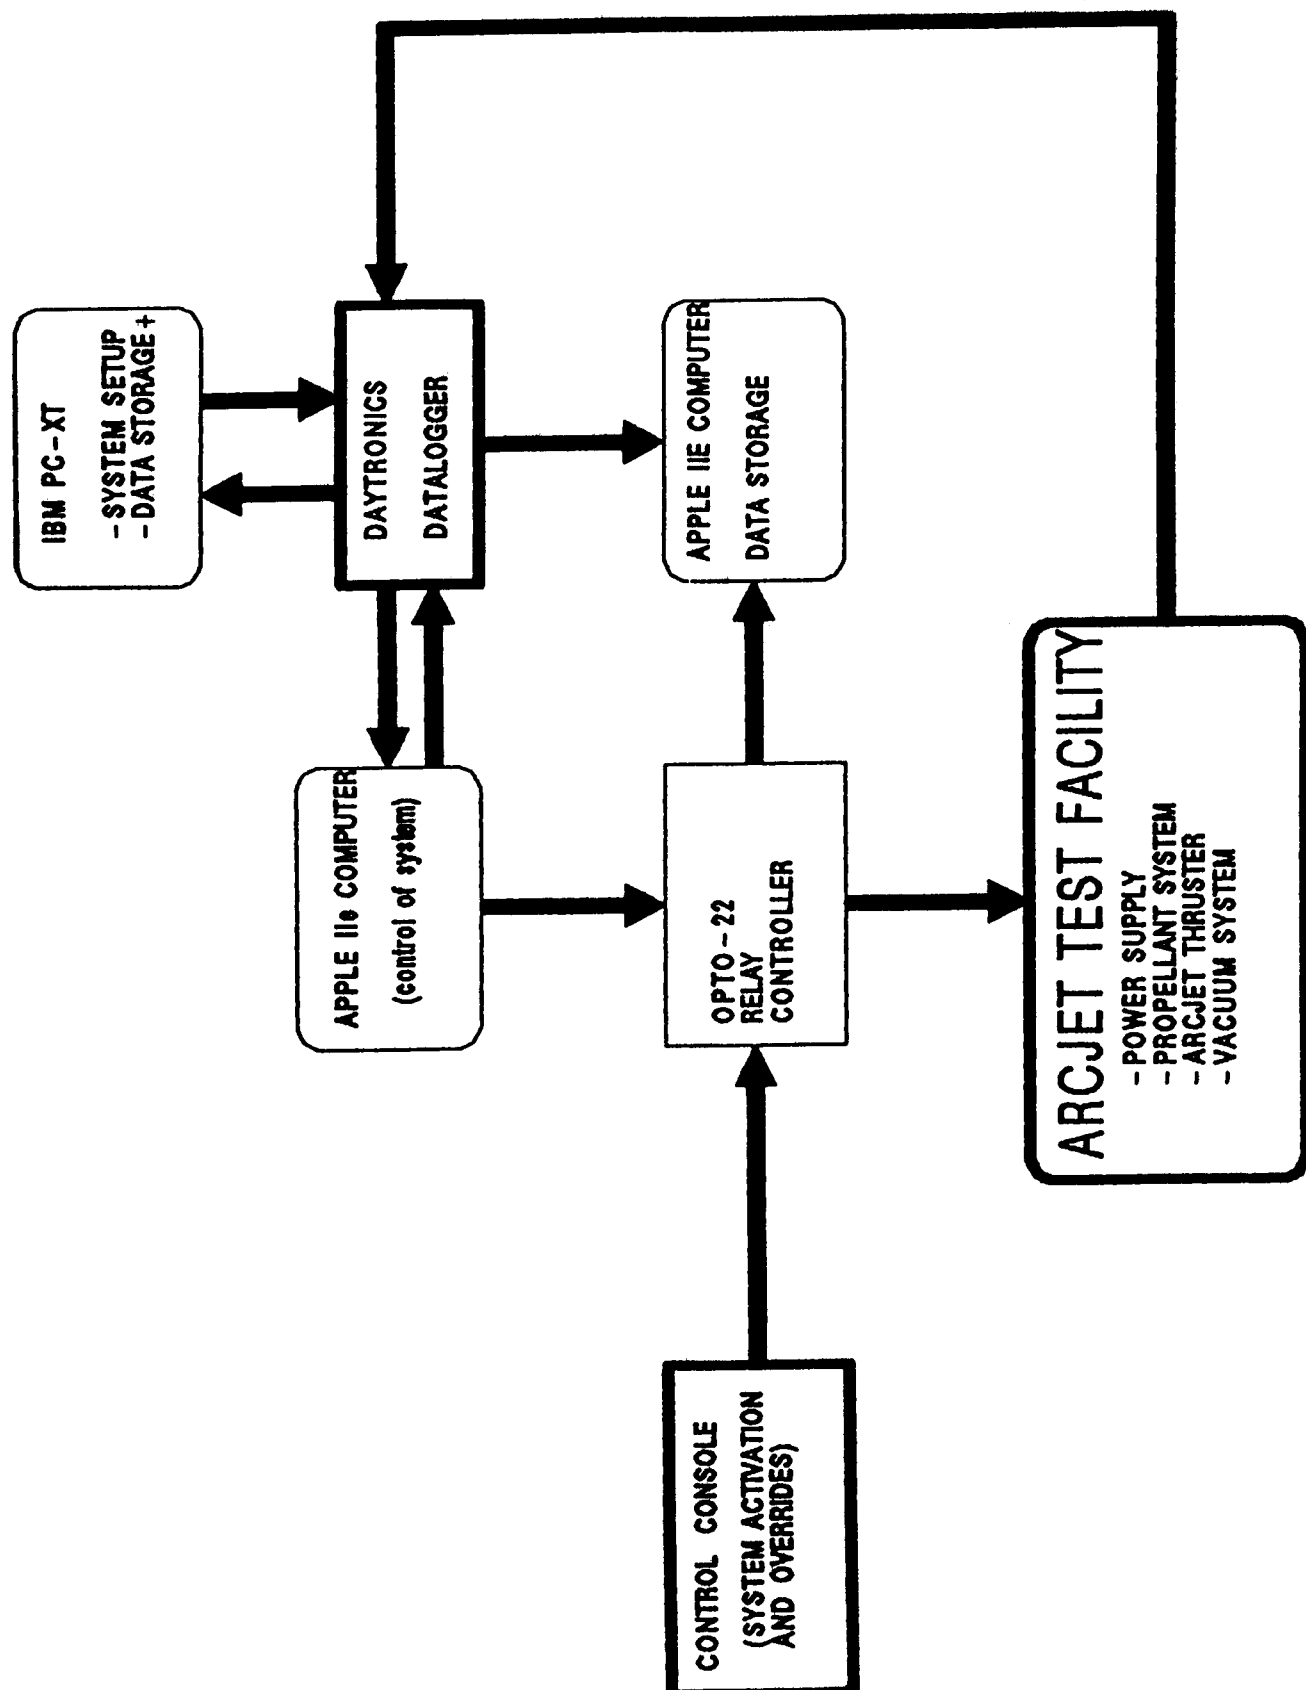 IBM PC-XT
-SYSTEM SETUP
-DATA STORAGE+
DAYTRONICS
DATALOGGER
APPLE IIe COMPUTER
(control of system)
APPLE IIE COMPUTER
DATA STORAGE
OPTO-22
RELAY
CONTROLLER
CONTROL CONSOLE
(SYSTEM ACTIVATION
AND OVERRIDES)
ARCJET TEST FACILITY
-POWER SUPPLY
-PROPELLANT SYSTEM
-ARCJET THRUSTER
-VACUUM SYSTEM